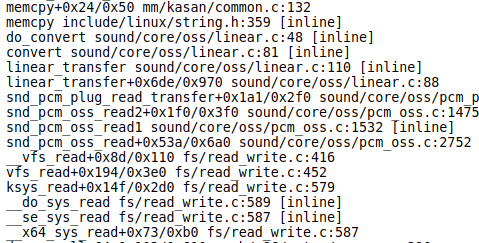 memcpy+0x24/0x50 mm/kasan/common.c:132
memcpy include/linux/string.h:359 [inline]
do_convert sound/core/oss/linear.c:48 [inline]
convert sound/core/oss/linear.c:81 [inline]
linear_transfer sound/core/oss/linear.c:110 [inline]
linear_transfer+0x6de/0x970 sound/core/oss/linear.c:88
snd_pcm_plug_read_transfer+0x1a1/0x2f0 sound/core/oss/pcm_p
snd_pcm_oss_read2+0x1f0/0x3f0 sound/core/oss/pcm_oss.c:1475
snd_pcm_oss_read1 sound/core/oss/pcm_oss.c:1532 [inline]
snd_pcm_oss_read+0x53a/0x6a0 sound/core/oss/pcm_oss.c:2752
__vfs_read+0x8d/0x110 fs/read_write.c:416
vfs_read+0x194/0x3e0 fs/read_write.c:452
ksys_read+0x14f/0x2d0 fs/read_write.c:579
__do_sys_read fs/read_write.c:589 [inline]
__se_sys_read fs/read_write.c:587 [inline]
__x64_sys_read+0x73/0xb0 fs/read_write.c:587